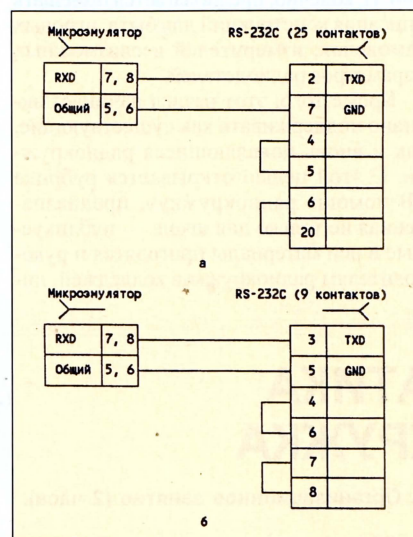 Микроэмулятор RS-232C (25 контактов)
RXD 7, 8 2 TXD
Общий 5, 6 7 GND
4
5
6
20
а
Микроэмулятор RS-232C (9 контактов)
RXD 7, 8 3 TXD
Общий 5, 6 5 GND
4
6
7
8
б